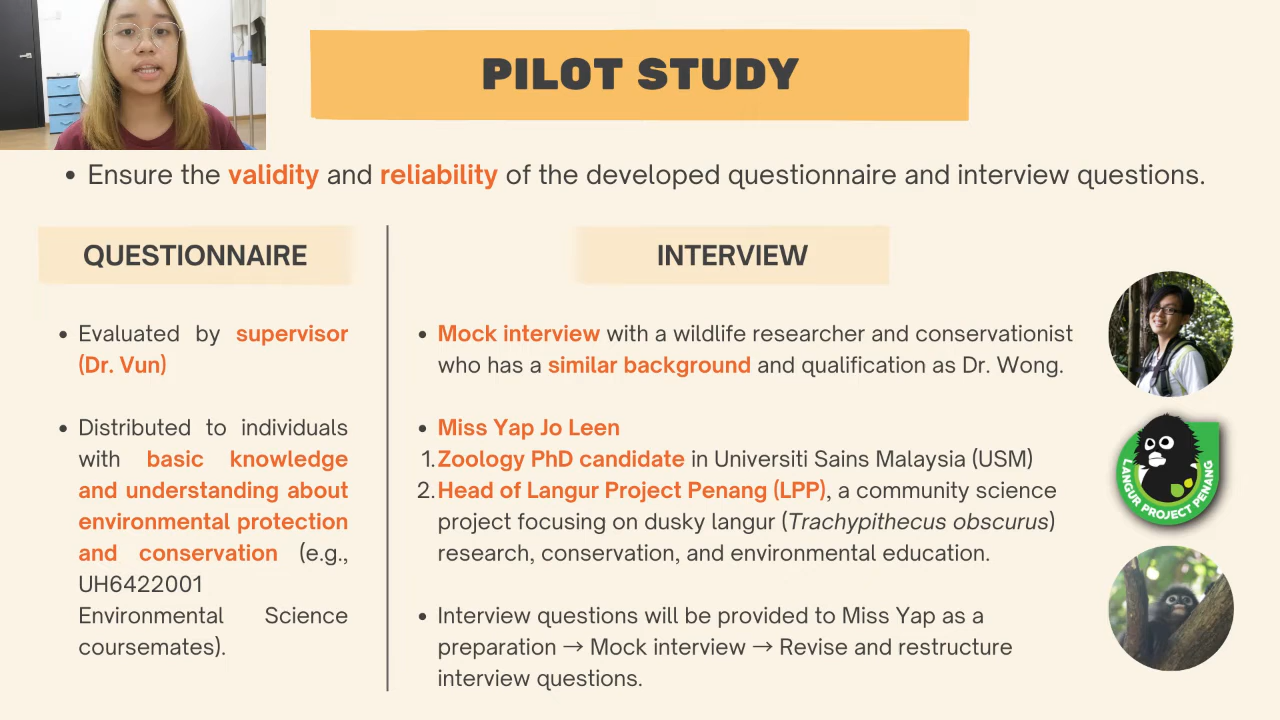 PILOT STUDY
• Ensure the validity and reliability of the developed questionnaire and interview questions.
QUESTIONNAIRE
• Evaluated by supervisor
(Dr. Vun)
• Distributed to individuals
with basic knowledge
and understanding about
environmental protection
and conservation (e.g.,
UH6422001
Environmental Science
coursemates).
INTERVIEW
• Mock interview with a wildlife researcher and conservationist
who has a similar background and qualification as Dr. Wong.
• Miss Yap Jo Leen
1. Zoology PhD candidate in Universiti Sains Malaysia (USM)
2. Head of Langur Project Penang (LPP), a community science
project focusing on dusky langur (Trachypithecus obscurus)
research, conservation, and environmental education.
• Interview questions will be provided to Miss Yap as a
preparation → Mock interview → Revise and restructure
interview questions.
LANGUR PROJECT PENANG